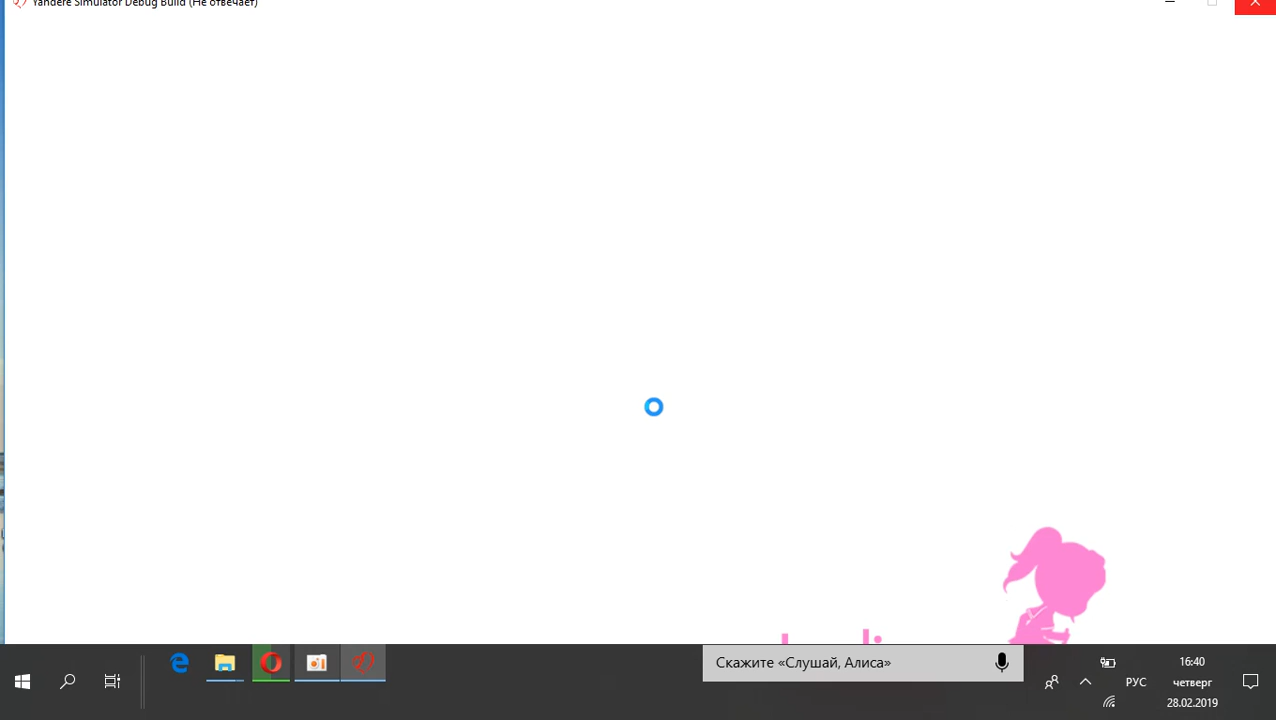 Yandere Simulator Debug Build (Не отвечает)
Скажите «Слушай, Алиса»
16:40
РУС
четверг
28.02.2019